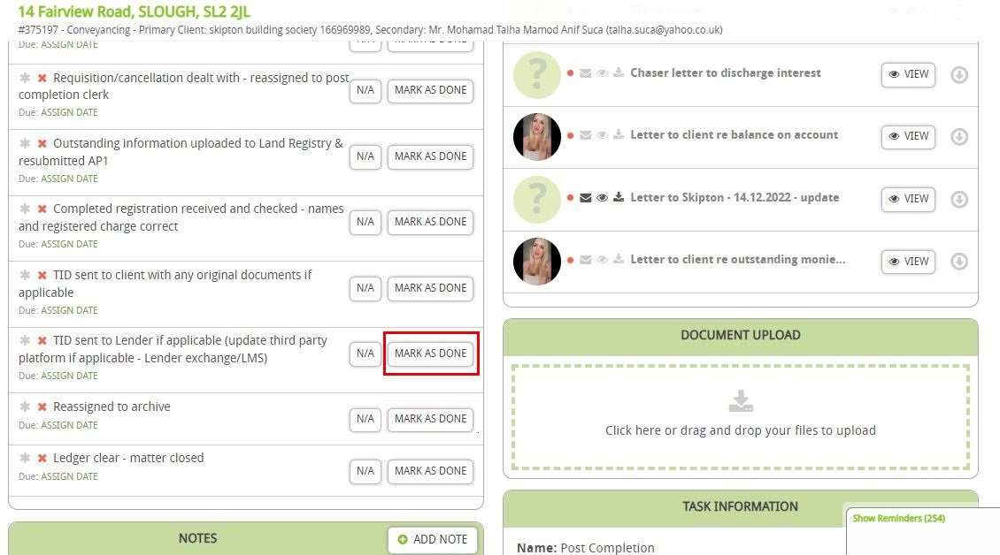 14 Fairview Road, SLOUGH, SL2 2JL
#375197 - Conveyancing - Primary Client: skipton building society 166969989, Secondary: Mr. Mohamad Talha Mamod Anif Suca (talha.suca@yahoo.co.uk)
Due: ASSIGN DATE
Requisition/cancellation dealt with - reassigned to post
completion clerk
N/A MARK AS DONE
Due: ASSIGN DATE
Outstanding information uploaded to Land Registry &
resubmitted AP1
N/A MARK AS DONE
Due: ASSIGN DATE
Completed registration received and checked - names
and registered charge correct
N/A MARK AS DONE
Due: ASSIGN DATE
TID sent to client with any original documents if
applicable
N/A MARK AS DONE
Due: ASSIGN DATE
TID sent to Lender if applicable (update third party
platform if applicable - Lender exchange/LMS)
N/A MARK AS DONE
Due: ASSIGN DATE
Reassigned to archive
N/A MARK AS DONE
Due: ASSIGN DATE
Ledger clear - matter closed
N/A MARK AS DONE
Due: ASSIGN DATE
NOTES
ADD NOTE
TID to Lender VIEW
Chaser letter to discharge interest VIEW
Letter to client re balance on account VIEW
Letter to Skipton - 14.12.2022 - update VIEW
Letter to client re outstanding monie... VIEW
DOCUMENT UPLOAD
Click here or drag and drop your files to upload
TASK INFORMATION
Name: Post Completion
Show Reminders (254)